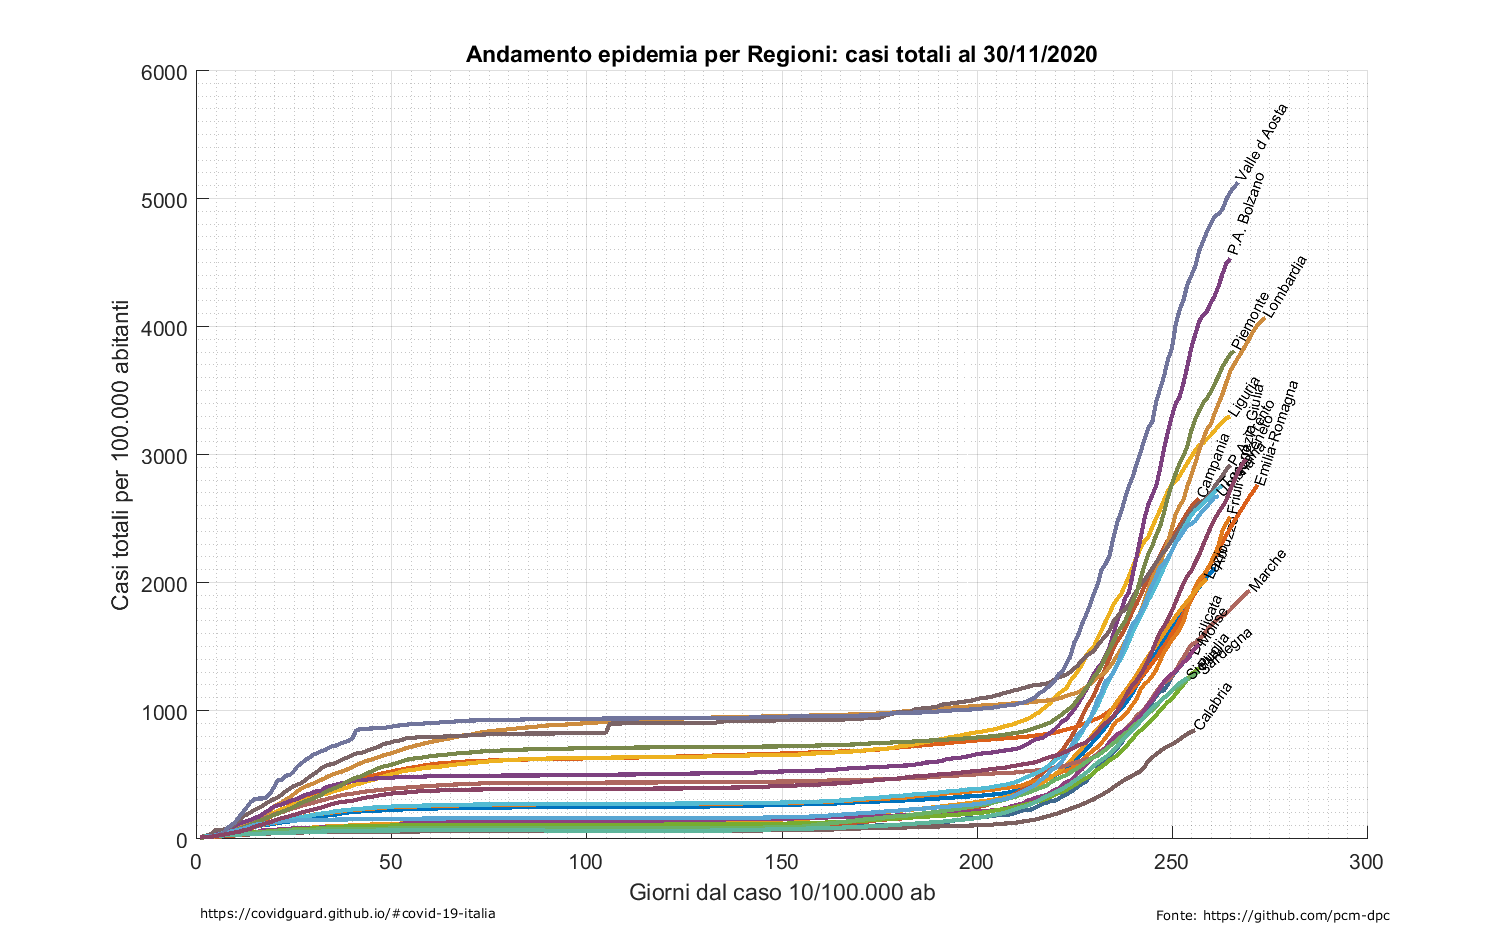 Andamento epidemia per Regioni: casi totali al 30/11/2020
6000
5000
4000
3000
2000
1000
0
Casi totali per 100.000 abitanti
Valle d Aosta
P.A. Bolzano
Lombardia
Piemonte
Liguria
Emilia-Romagna
Campania
Veneto
Marche
Molise
Sardegna
Calabria
0
50
100
150
200
250
300
Giorni dal caso 10/100.000 ab
https://covidguard.github.io/#covid-19-italia
Fonte: https://github.com/pcm-dpc